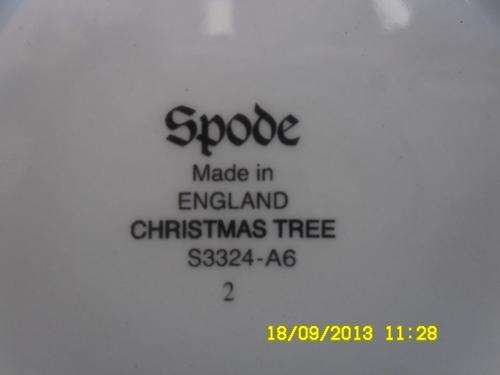 Spode
Made in
ENGLAND
CHRISTMAS TREE
S3324-A6
2
18/09/2013 11:28